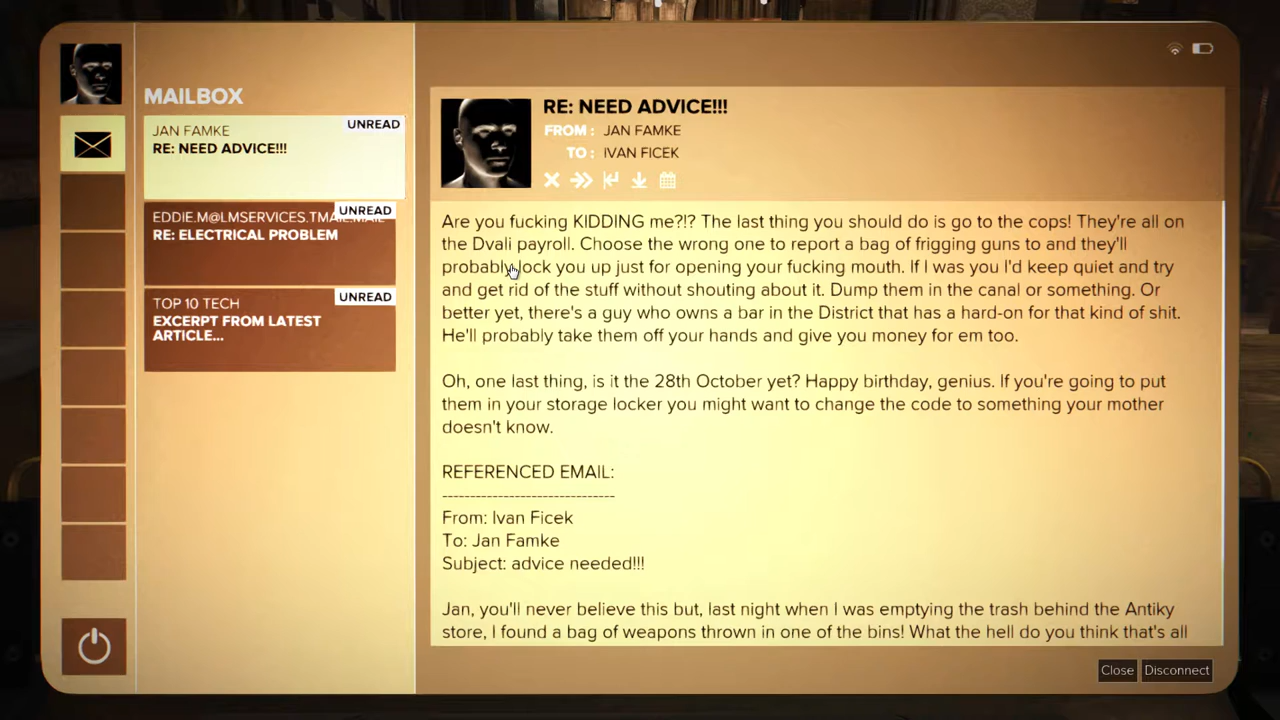 MAILBOX
JAN FAMKE
UNREAD
RE: NEED ADVICE!!!
EDDIE.M@LMSERVICES.TMAIL.MAIL
UNREAD
RE: ELECTRICAL PROBLEM
TOP 10 TECH
UNREAD
EXCERPT FROM LATEST
ARTICLE...
RE: NEED ADVICE!!!
FROM : JAN FAMKE
TO : IVAN FICEK
Are you fucking KIDDING me?!? The last thing you should do is go to the cops! They're all on
the Dvali payroll. Choose the wrong one to report a bag of frigging guns to and they'll
probably lock you up just for opening your fucking mouth. If I was you I'd keep quiet and try
and get rid of the stuff without shouting about it. Dump them in the canal or something. Or
better yet, there's a guy who owns a bar in the District that has a hard-on for that kind of shit.
He'll probably take them off your hands and give you money for em too.
Oh, one last thing, is it the 28th October yet? Happy birthday, genius. If you're going to put
them in your storage locker you might want to change the code to something your mother
doesn't know.
REFERENCED EMAIL:
------------------------------
From: Ivan Ficek
To: Jan Famke
Subject: advice needed!!!
Jan, you'll never believe this but, last night when I was emptying the trash behind the Antiky
store, I found a bag of weapons thrown in one of the bins! What the hell do you think that's all
Close
Disconnect